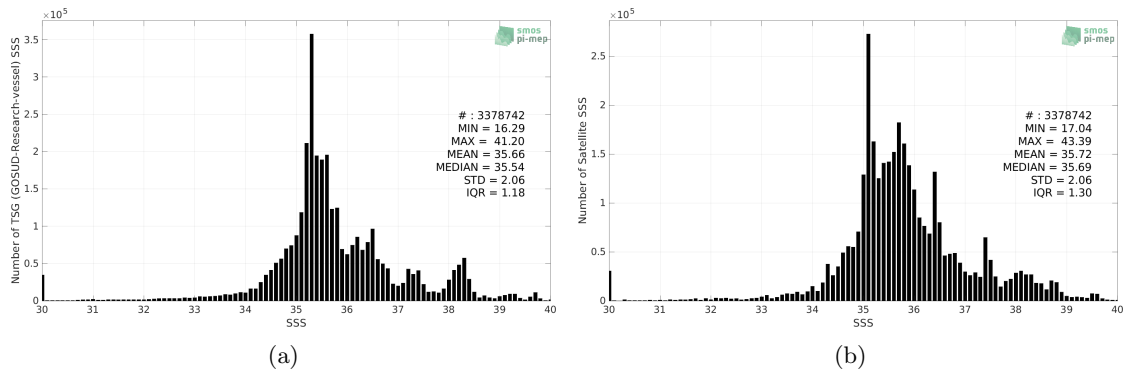 ×10⁵
3.5
3
2.5
2
1.5
1
0.5
0
Number of TSG (GOSUD-Research-vessel) SSS
smos
pi-mep
# : 3378742
MIN = 16.29
MAX = 41.20
MEAN = 35.66
MEDIAN = 35.54
STD = 2.06
IQR = 1.18
30 31 32 33 34 35 36 37 38 39 40
SSS
(a)
×10⁵
2.5
2
1.5
1
0.5
0
Number of Satellite SSS
smos
pi-mep
# : 3378742
MIN = 17.04
MAX = 43.39
MEAN = 35.72
MEDIAN = 35.69
STD = 2.06
IQR = 1.30
30 31 32 33 34 35 36 37 38 39 40
SSS
(b)